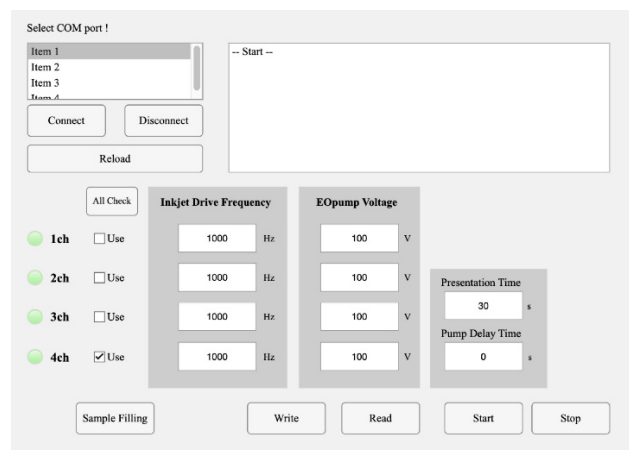 Select COM port !
Item 1
Item 2
Item 3
Item 4
-- Start --
Connect
Disconnect
Reload
All Check
Inkjet Drive Frequency
EOpump Voltage
1ch Use 1000 Hz 100 V
2ch Use 1000 Hz 100 V
Presentation Time
30 s
3ch Use 1000 Hz 100 V
Pump Delay Time
0 s
4ch Use 1000 Hz 100 V
Sample Filling
Write
Read
Start
Stop